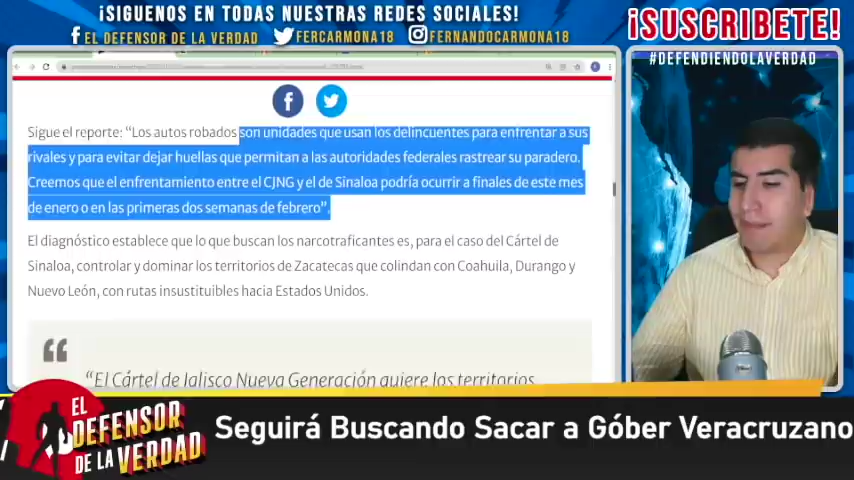 ¡SIGUENOS EN TODAS NUESTRAS REDES SOCIALES!
EL DEFENSOR DE LA VERDAD FERCARMONA18 FERNANDOCARMONA18
¡SUSCRIBETE!
#DEFENDIENDOLAVERDAD
Sigue el reporte: “Los autos robados son unidades que usan los delincuentes para enfrentar a sus
rivales y para evitar dejar huellas que permitan a las autoridades federales rastrear su paradero.
Creemos que el enfrentamiento entre el CJNG y el de Sinaloa podría ocurrir a finales de este mes
de enero o en las primeras dos semanas de febrero”.
El diagnóstico establece que lo que buscan los narcotraficantes es, para el caso del Cártel de
Sinaloa, controlar y dominar los territorios de Zacatecas que colindan con Coahuila, Durango y
Nuevo León, con rutas insustituibles hacia Estados Unidos.
“El Cártel de Jalisco Nueva Generación quiere los territorios
EL
DEFENSOR
DE LA VERDAD
Seguirá Buscando Sacar a Góber Veracruzano